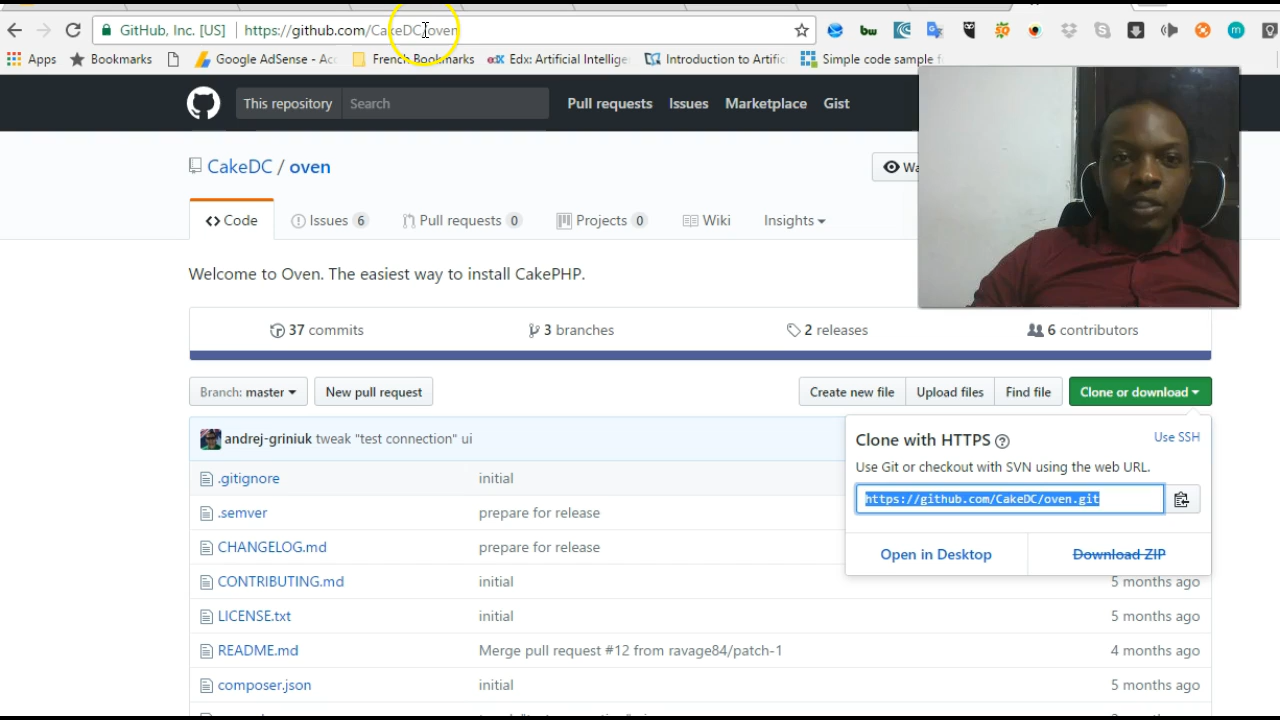 GitHub, Inc. [US] https://github.com/CakeDC/oven
Apps Bookmarks Google AdSense - Acc French Bookmarks edX Edx: Artificial Intellige Introduction to Artific Simple code sample f
This repository Search Pull requests Issues Marketplace Gist
CakeDC / oven
Wa
Code Issues 6 Pull requests 0 Projects 0 Wiki Insights
Welcome to Oven. The easiest way to install CakePHP.
37 commits 3 branches 2 releases 6 contributors
Branch: master New pull request Create new file Upload files Find file Clone or download
andrej-griniuk tweak "test connection" ui
Clone with HTTPS ? Use SSH
Use Git or checkout with SVN using the web URL.
https://github.com/CakeDC/oven.git
Open in Desktop Download ZIP
.gitignore initial
.semver prepare for release
CHANGELOG.md prepare for release
CONTRIBUTING.md initial 5 months ago
LICENSE.txt initial 5 months ago
README.md Merge pull request #12 from ravage84/patch-1 4 months ago
composer.json initial 5 months ago